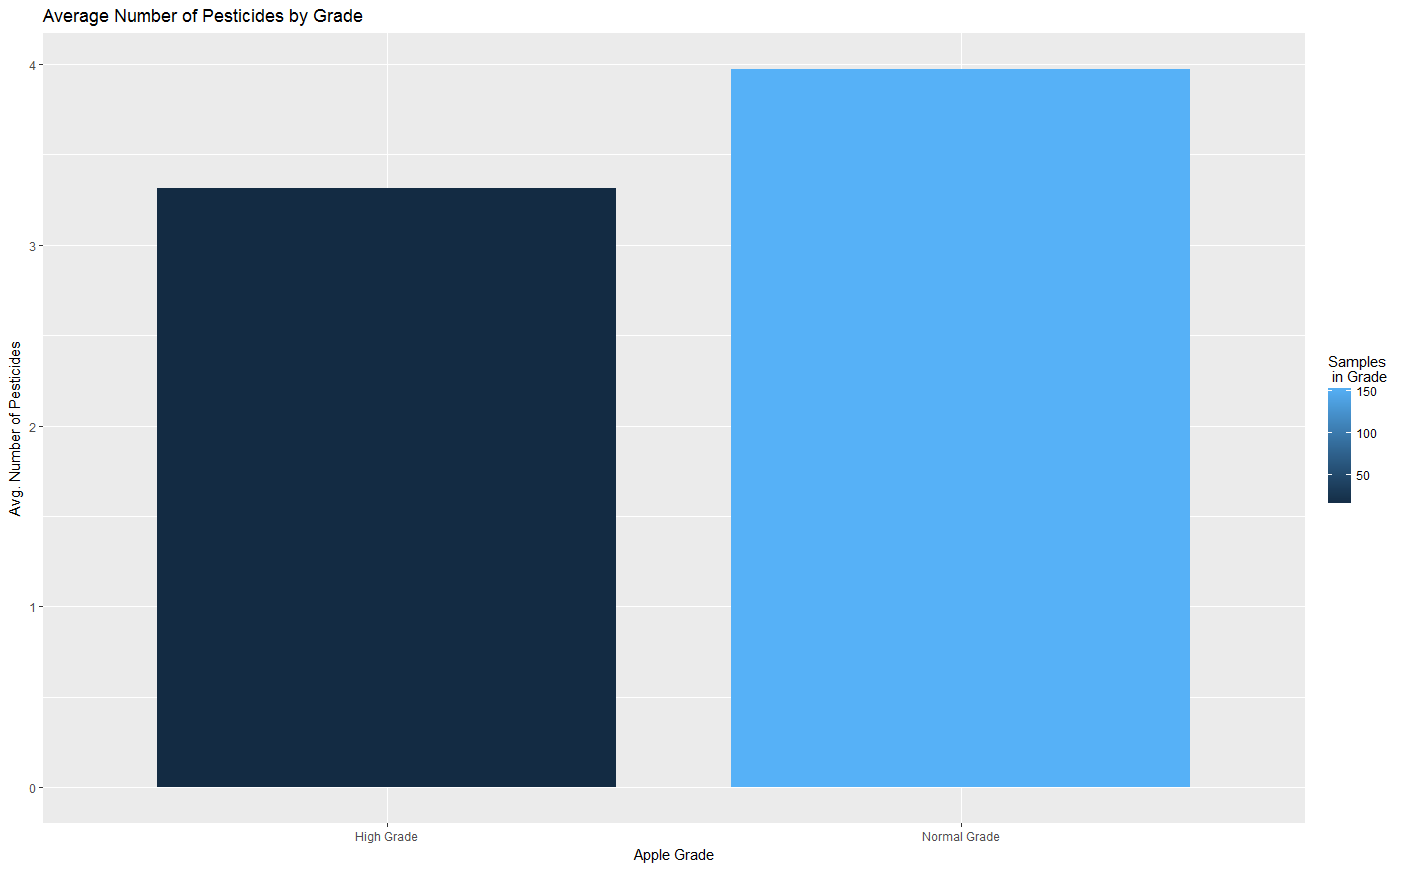 Average Number of Pesticides by Grade
Avg. Number of Pesticides
4
3
2
1
0
High Grade
Normal Grade
Apple Grade
Samples
in Grade
150
100
50